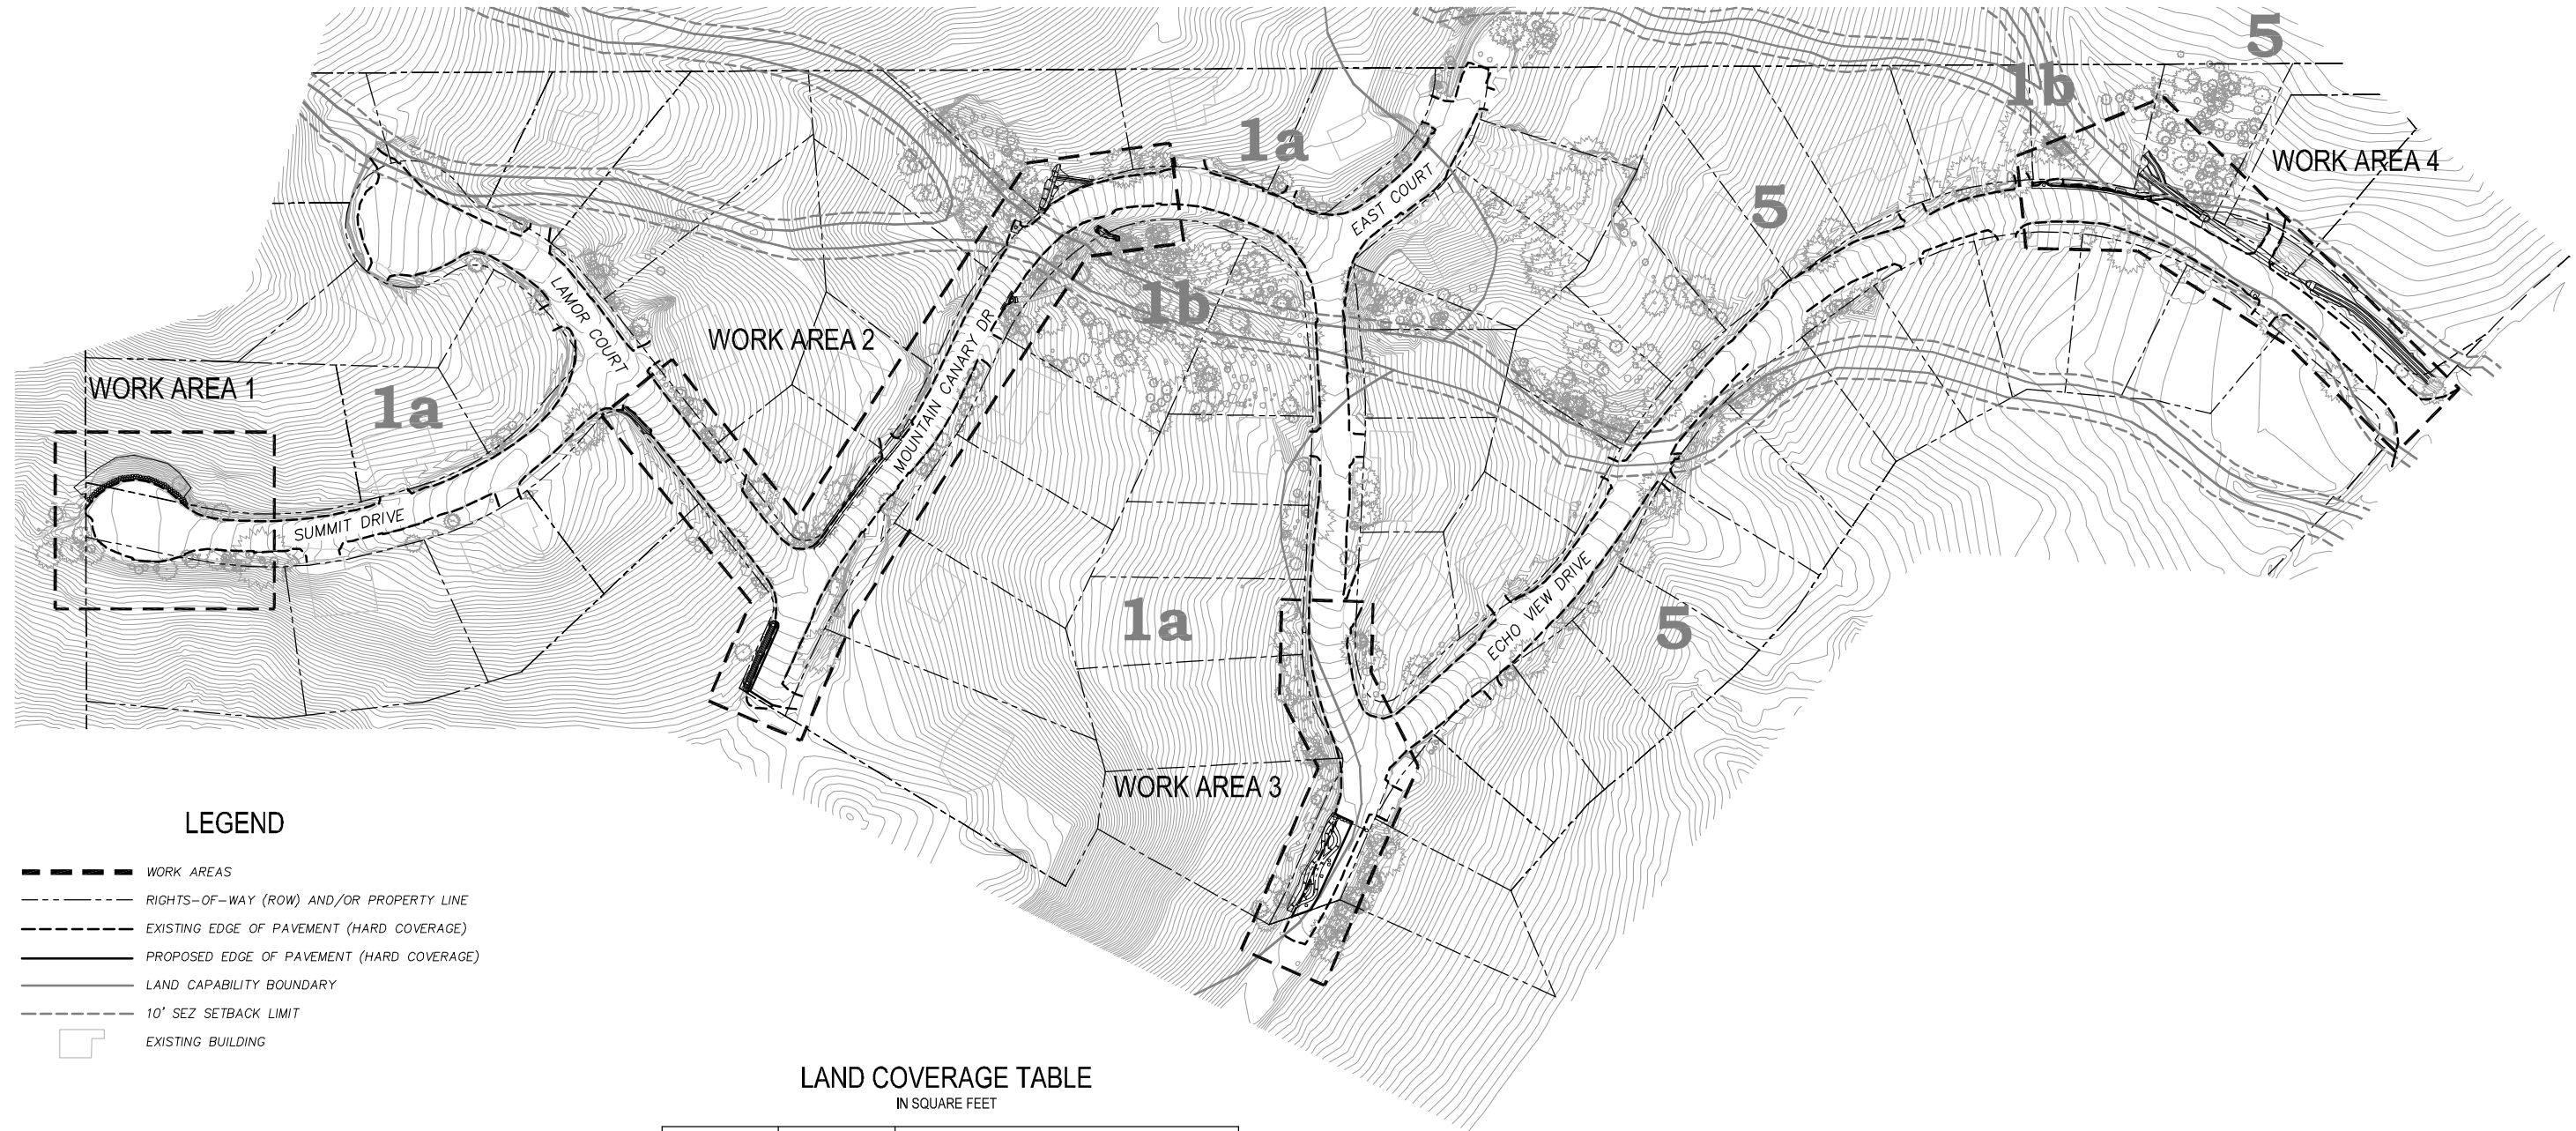 5
1b
1a
WORK AREA 4
EAST COURT
5
LAMOR COURT
1b
WORK AREA 2
MOUNTAIN CANARY DR
WORK AREA 1
1a
SUMMIT DRIVE
1a
ECHO VIEW DRIVE
5
WORK AREA 3
LEGEND
WORK AREAS
RIGHTS-OF-WAY (ROW) AND/OR PROPERTY LINE
EXISTING EDGE OF PAVEMENT (HARD COVERAGE)
PROPOSED EDGE OF PAVEMENT (HARD COVERAGE)
LAND CAPABILITY BOUNDARY
10' SEZ SETBACK LIMIT
EXISTING BUILDING
LAND COVERAGE TABLE
IN SQUARE FEET